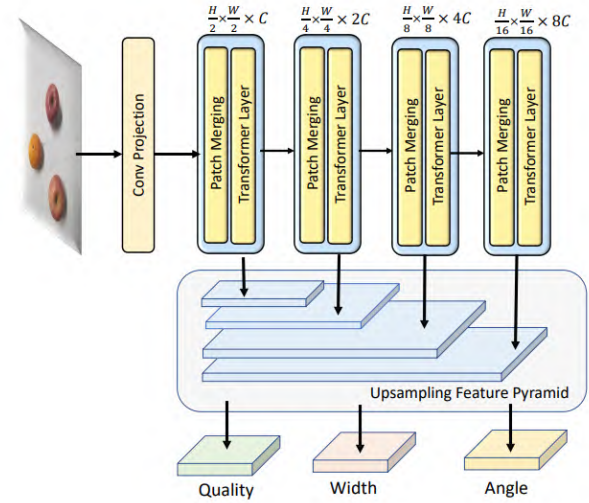 H/2 × W/2 × C
H/4 × W/4 × 2C
H/8 × W/8 × 4C
H/16 × W/16 × 8C
Conv Projection
Patch Merging
Transformer Layer
Patch Merging
Transformer Layer
Patch Merging
Transformer Layer
Patch Merging
Transformer Layer
Upsampling Feature Pyramid
Quality
Width
Angle